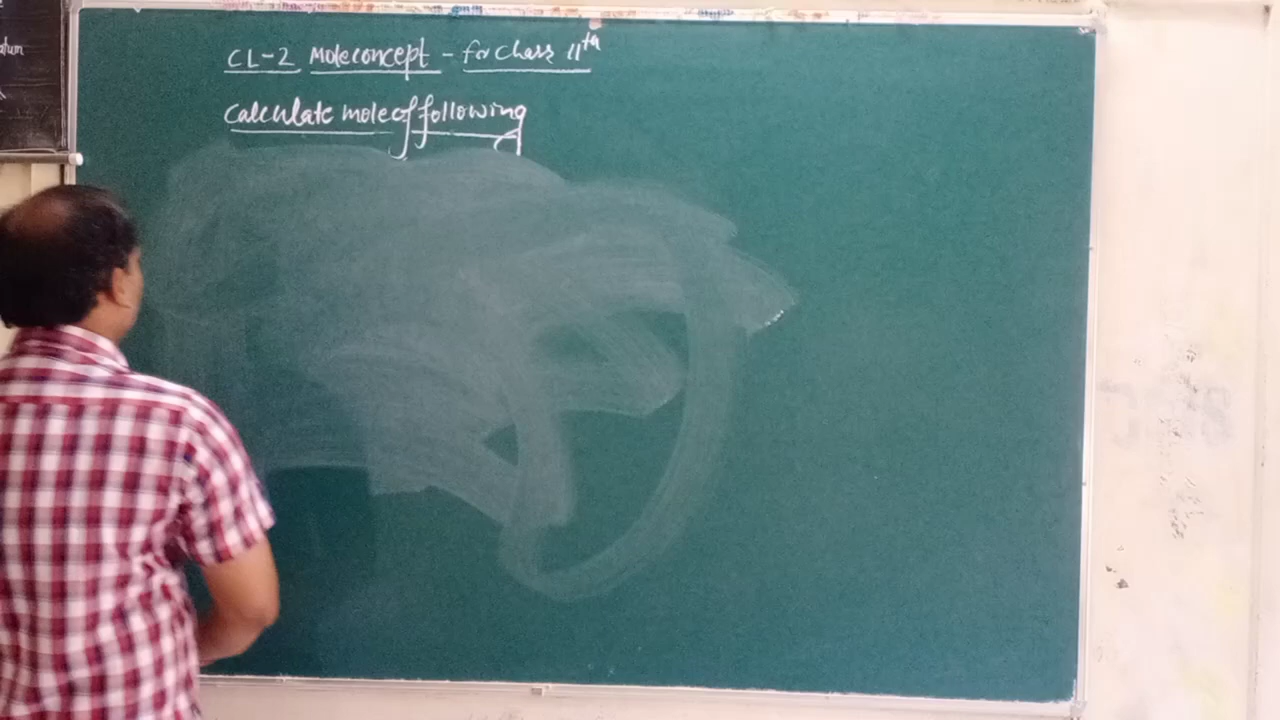 CL-2 Moleconcept - for Class 11th
Calculate mole of following